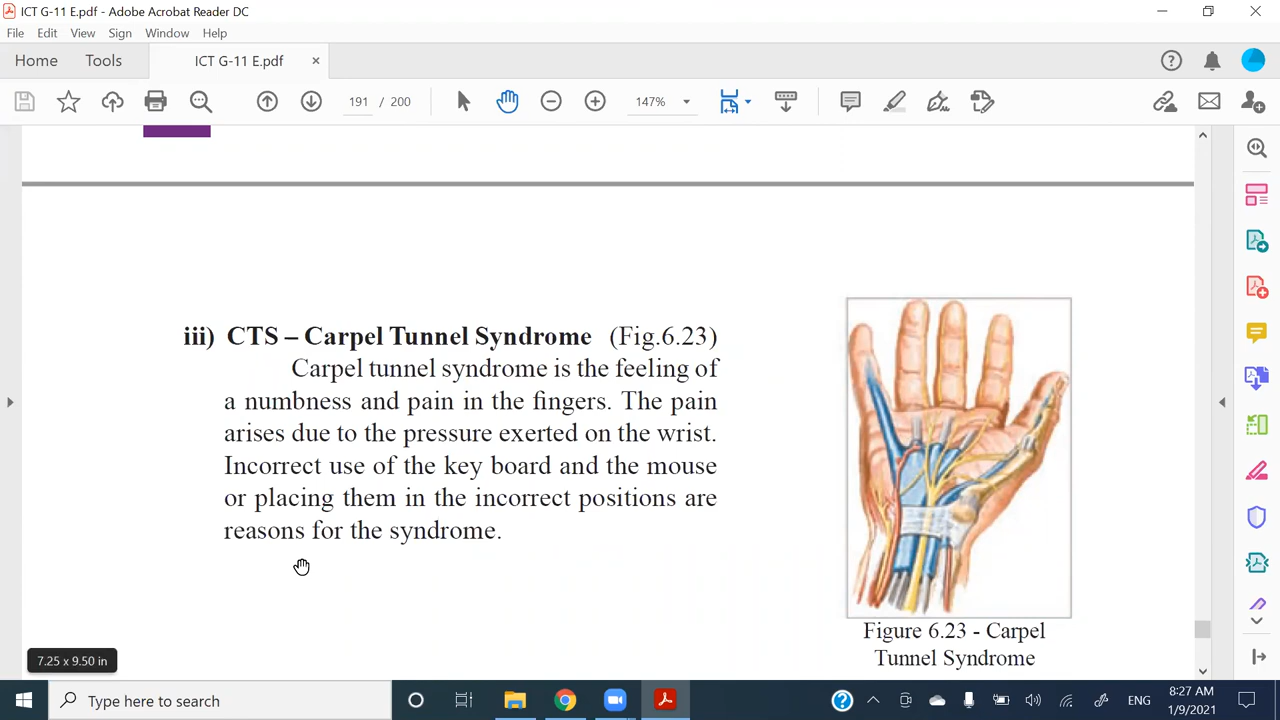 ICT G-11 E.pdf - Adobe Acrobat Reader DC
File Edit View Sign Window Help
Home Tools ICT G-11 E.pdf ×
191 / 200 147%
iii) CTS – Carpel Tunnel Syndrome (Fig.6.23)
Carpel tunnel syndrome is the feeling of
a numbness and pain in the fingers. The pain
arises due to the pressure exerted on the wrist.
Incorrect use of the key board and the mouse
or placing them in the incorrect positions are
reasons for the syndrome.
Figure 6.23 - Carpel
Tunnel Syndrome
7.25 x 9.50 in
Type here to search
ENG
8:27 AM
1/9/2021